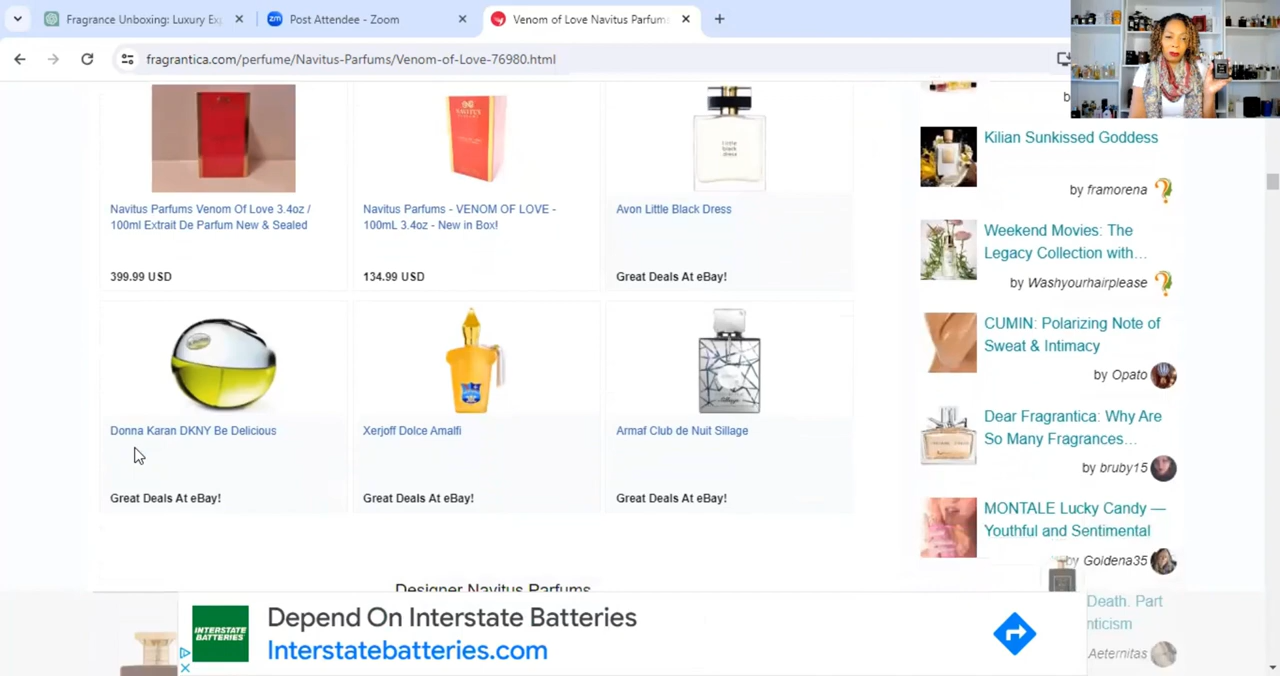 Fragrance Unboxing: Luxury Ex
Post Attendee - Zoom
Venom of Love Navitus Parfums
fragrantica.com/perfume/Navitus-Parfums/Venom-of-Love-76980.html
Navitus Parfums Venom Of Love 3.4oz /
100ml Extrait De Parfum New & Sealed
399.99 USD
Navitus Parfums - VENOM OF LOVE -
100mL 3.4oz - New in Box!
134.99 USD
little
black
dress
Avon Little Black Dress
Great Deals At eBay!
Donna Karan DKNY Be Delicious
Great Deals At eBay!
Xerjoff Dolce Amalfi
Great Deals At eBay!
Armaf Club de Nuit Sillage
Great Deals At eBay!
Designer Navitus Parfums
b
Kilian Sunkissed Goddess
by framorena
Weekend Movies: The
Legacy Collection with…
by Washyourhairplease
CUMIN: Polarizing Note of
Sweat & Intimacy
by Opato
Dear Fragrantica: Why Are
So Many Fragrances…
by bruby15
MONTALE Lucky Candy —
Youthful and Sentimental
by Goldena35
Death. Part
nticism
Aeternitas
INTERSTATE
BATTERIES
Depend On Interstate Batteries
Interstatebatteries.com